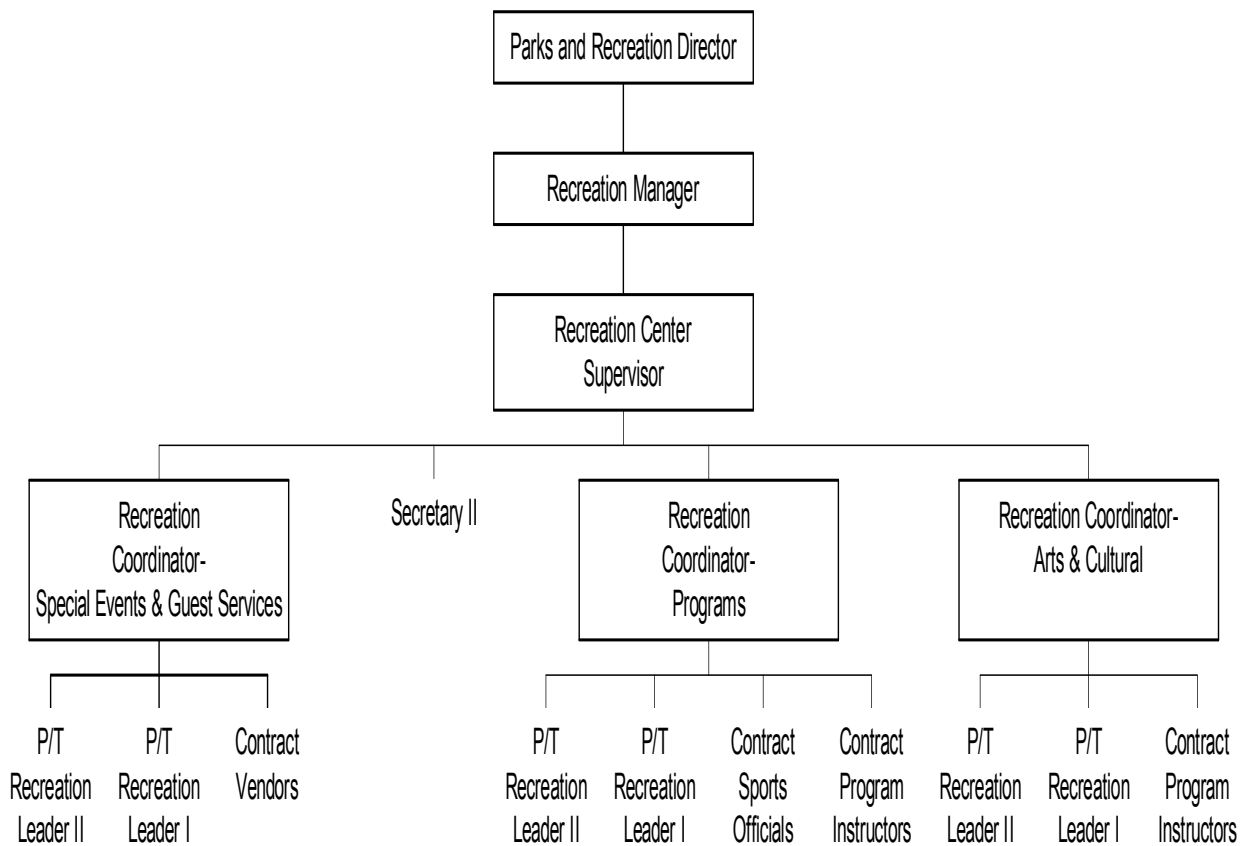 Parks and Recreation Director
Recreation Manager
Recreation Center
Supervisor
Recreation
Coordinator-
Special Events & Guest Services
Secretary II
Recreation
Coordinator-
Programs
Recreation Coordinator-
Arts & Cultural
P/T
Recreation
Leader II
P/T
Recreation
Leader I
Contract
Vendors
P/T
Recreation
Leader II
P/T
Recreation
Leader I
Contract
Sports
Officials
Contract
Program
Instructors
P/T
Recreation
Leader II
P/T
Recreation
Leader I
Contract
Program
Instructors